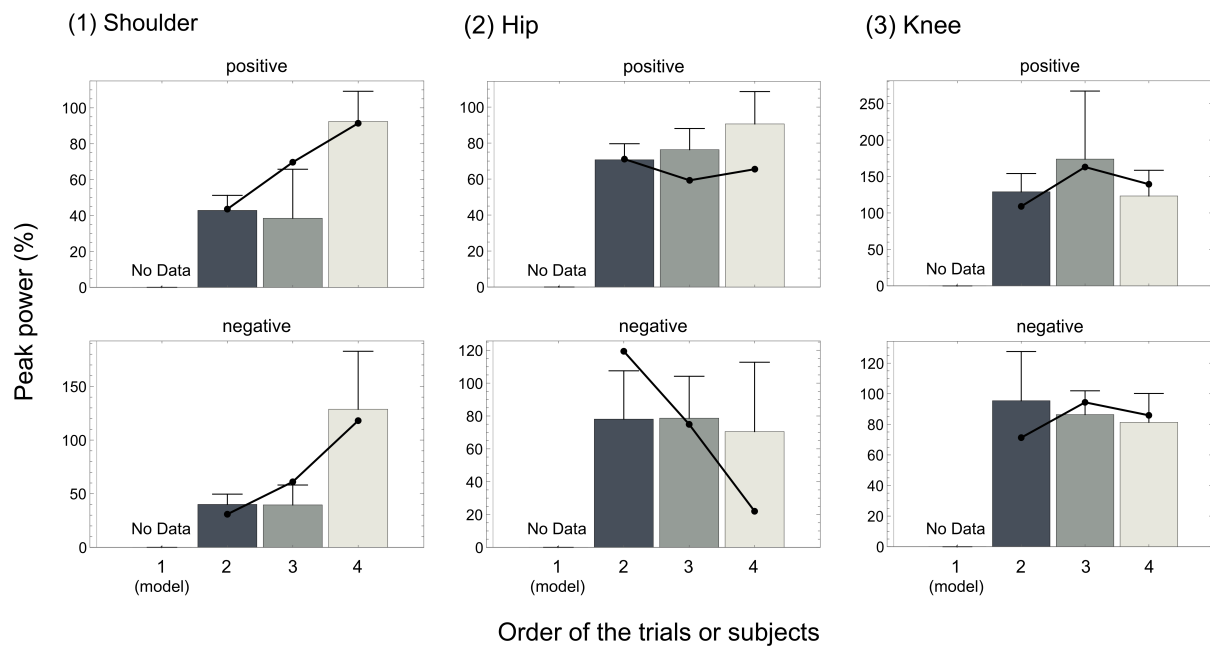 (1) Shoulder
(2) Hip
(3) Knee
positive
positive
positive
100
80
60
40
20
0
No Data
100
80
60
40
20
0
No Data
250
200
150
100
50
0
No Data
Peak power (%)
negative
negative
negative
150
100
50
0
No Data
120
100
80
60
40
20
0
No Data
120
100
80
60
40
20
0
No Data
1 2 3 4
(model)
1 2 3 4
(model)
1 2 3 4
(model)
Order of the trials or subjects